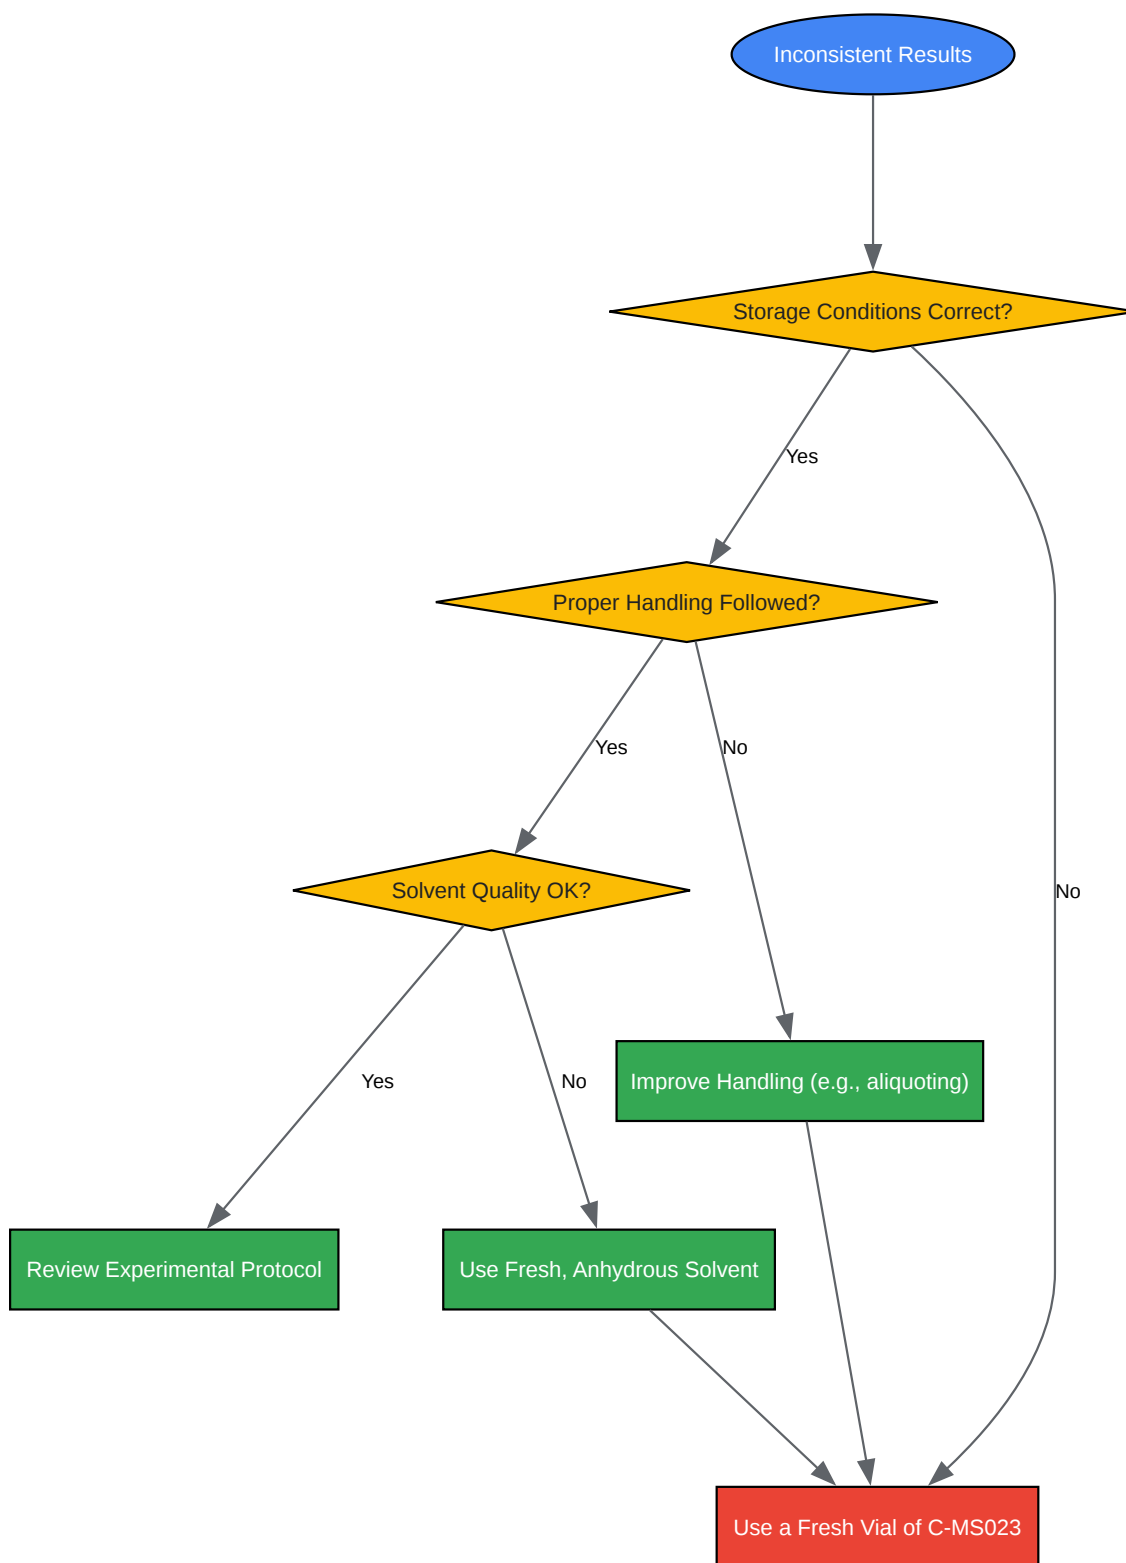 Inconsistent Results
Storage Conditions Correct?
Yes
Proper Handling Followed?
Yes
No
Solvent Quality OK?
No
Yes
No
Improve Handling (e.g., aliquoting)
Review Experimental Protocol
Use Fresh, Anhydrous Solvent
Use a Fresh Vial of C-MS023